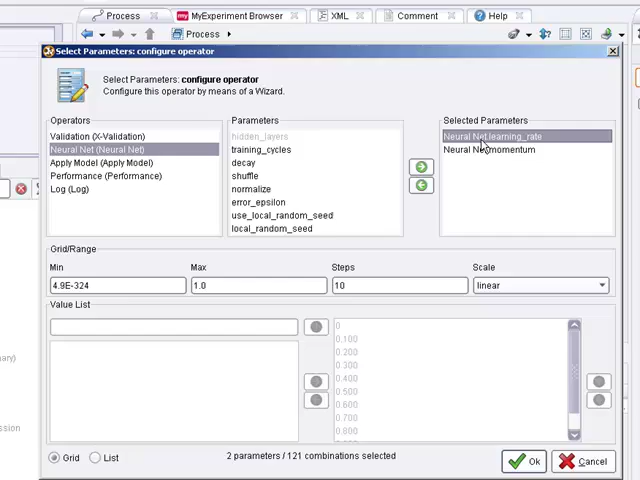 Process
MyExperiment Browser
XML
Comment
Help
Process
Select Parameters: configure operator
Select Parameters: configure operator
Configure this operator by means of a Wizard.
Operators
Parameters
Selected Parameters
Validation (X-Validation)
Neural Net (Neural Net)
Apply Model (Apply Model)
Performance (Performance)
Log (Log)
hidden_layers
training_cycles
decay
shuffle
normalize
error_epsilon
use_local_random_seed
local_random_seed
Neural Net.learning_rate
Neural Net.momentum
Grid/Range
Min
Max
Steps
Scale
4.9E-324
1.0
10
linear
Value List
0
0.100
0.200
0.300
0.400
0.500
0.600
0.700
0.800
Grid
List
2 parameters / 121 combinations selected
Ok
Cancel
ary)
ssion